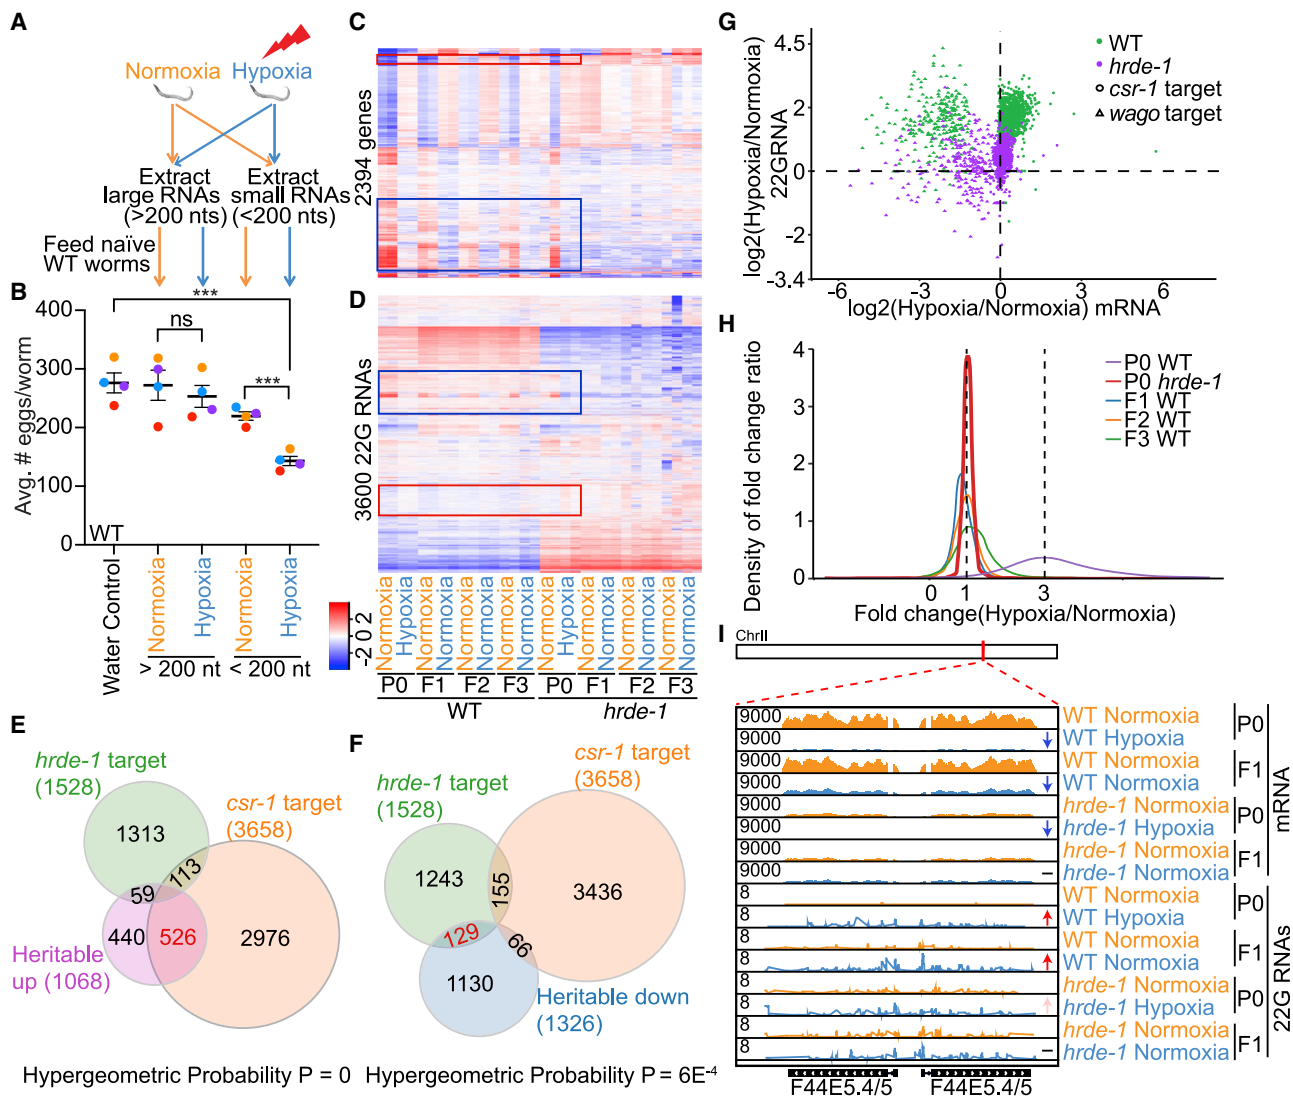 A
Normoxia
Hypoxia
Extract
large RNAs
(>200 nts)
Extract
small RNAs
(<200 nts)
Feed naïve
WT worms
B
Avg. # eggs/worm
400
300
200
100
0
***
ns
***
WT
Water Control
Normoxia
Hypoxia
Normoxia
Hypoxia
> 200 nt
< 200 nt
C
2394 genes
D
3600 22G RNAs
-2
0
2
Normoxia
Hypoxia
Normoxia
Normoxia
Normoxia
Normoxia
Normoxia
Normoxia
Normoxia
Hypoxia
Normoxia
Normoxia
Normoxia
Normoxia
Normoxia
Normoxia
P0
F1
F2
F3
P0
F1
F2
F3
WT
hrde-1
E
hrde-1 target
(1528)
csr-1 target
(3658)
1313
113
59
440
526
2976
Heritable
up (1068)
Hypergeometric Probability P = 0
F
csr-1 target
(3658)
hrde-1 target
(1528)
1243
155
3436
129
66
1130
Heritable down
(1326)
Hypergeometric Probability P = 6E-4
G
log2(Hypoxia/Normoxia)
22GRNA
4.5
2
0
-2
-3.4
-6
-3
0
3
6
log2(Hypoxia/Normoxia) mRNA
WT
hrde-1
csr-1 target
wago target
H
Density of fold change ratio
4
3
2
1
0
0
1
3
Fold change(Hypoxia/Normoxia)
P0 WT
P0 hrde-1
F1 WT
F2 WT
F3 WT
I
ChrII
9000
WT Normoxia
9000
WT Hypoxia
P0
9000
WT Normoxia
9000
WT Normoxia
F1
9000
hrde-1 Normoxia
9000
hrde-1 Hypoxia
P0
9000
hrde-1 Normoxia
9000
hrde-1 Normoxia
F1
mRNA
8
WT Normoxia
8
WT Hypoxia
P0
8
WT Normoxia
8
WT Normoxia
F1
8
hrde-1 Normoxia
8
hrde-1 Hypoxia
P0
8
hrde-1 Normoxia
8
hrde-1 Normoxia
F1
22G RNAs
F44E5.4/5
F44E5.4/5